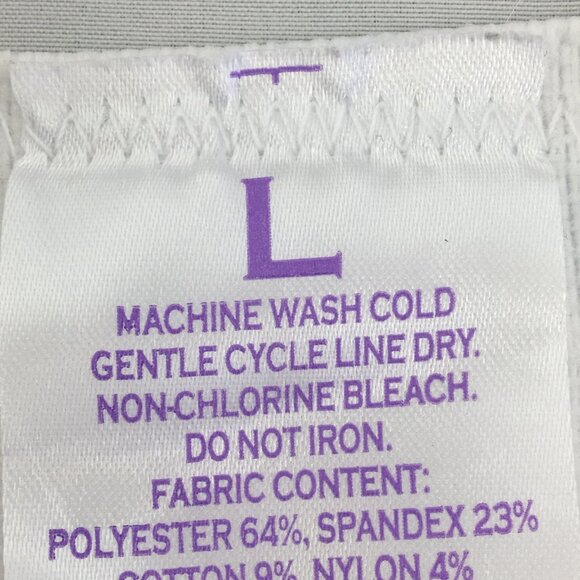 L
MACHINE WASH COLD
GENTLE CYCLE LINE DRY.
NON-CHLORINE BLEACH.
DO NOT IRON.
FABRIC CONTENT:
POLYESTER 64%, SPANDEX 23%
COTTON 9%, NYLON 4%